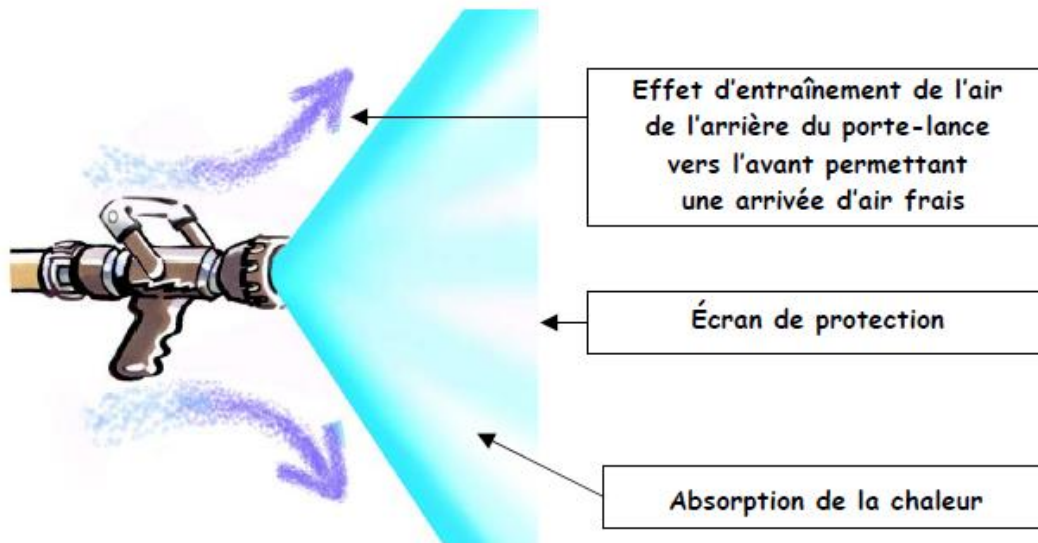 Effet d'entraînement de l'air
de l'arrière du porte-lance
vers l'avant permettant
une arrivée d'air frais
Écran de protection
Absorption de la chaleur